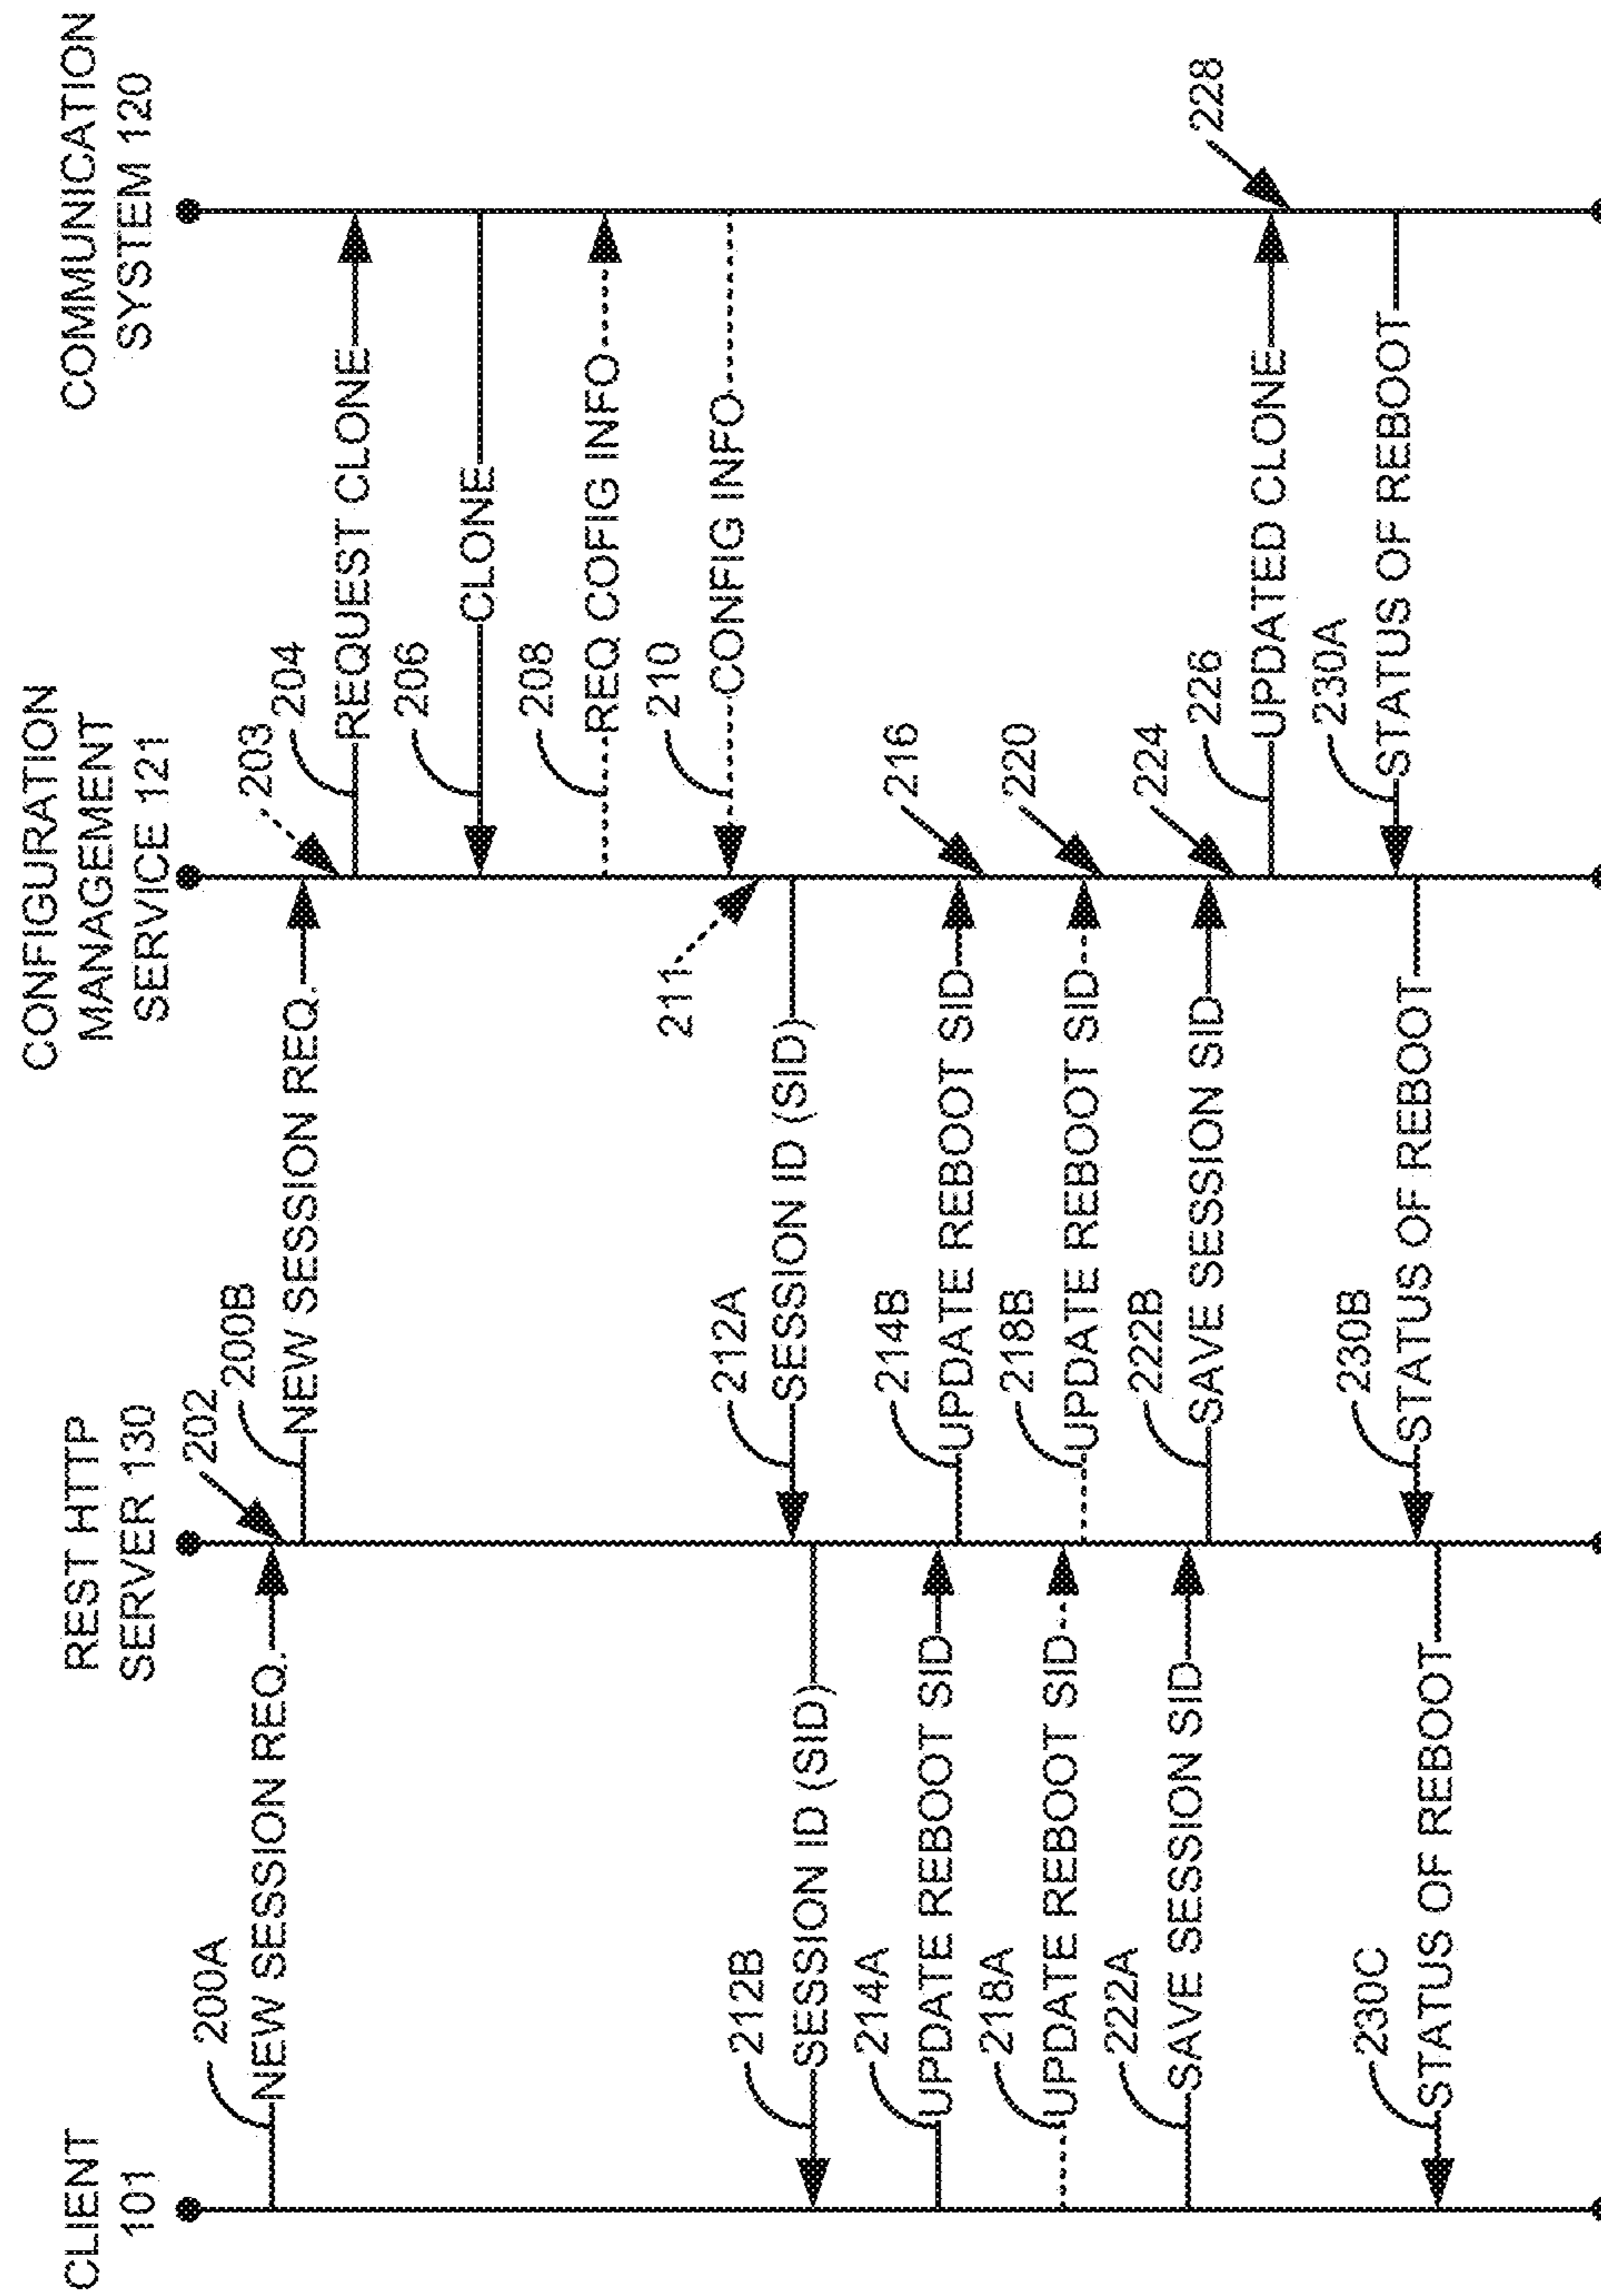 CLIENT
101
REST HTTP
SERVER 130
CONFIGURATION
MANAGEMENT
SERVICE 121
COMMUNICATION
SYSTEM 120
200A
NEW SESSION REQ.
202
200B
NEW SESSION REQ.
203
204
REQUEST CLONE
206
CLONE
208
REQ COFIG INFO
210
CONFIG INFO
211
212A
SESSION ID (SID)
212B
SESSION ID (SID)
214A
UPDATE REBOOT SID
214B
UPDATE REBOOT SID
216
218A
UPDATE REBOOT SID
218B
UPDATE REBOOT SID
220
222A
SAVE SESSION SID
222B
SAVE SESSION SID
224
226
UPDATED CLONE
228
230A
STATUS OF REBOOT
230B
STATUS OF REBOOT
230C
STATUS OF REBOOT